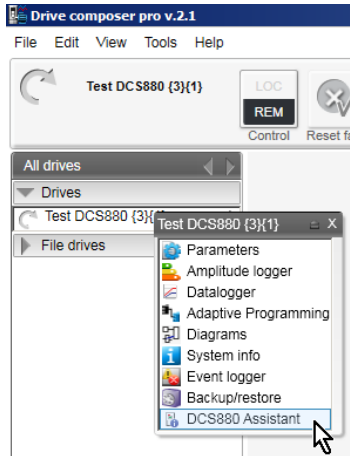 Drive composer pro v.2.1
File Edit View Tools Help
Test DCS880 {3}{1}
LOC
REM
Control Reset fa
All drives
Drives
Test DCS880 {3}{
File drives
Test DCS880 {3}{1} X
Parameters
Amplitude logger
Datalogger
Adaptive Programming
Diagrams
System info
Event logger
Backup/restore
DCS880 Assistant